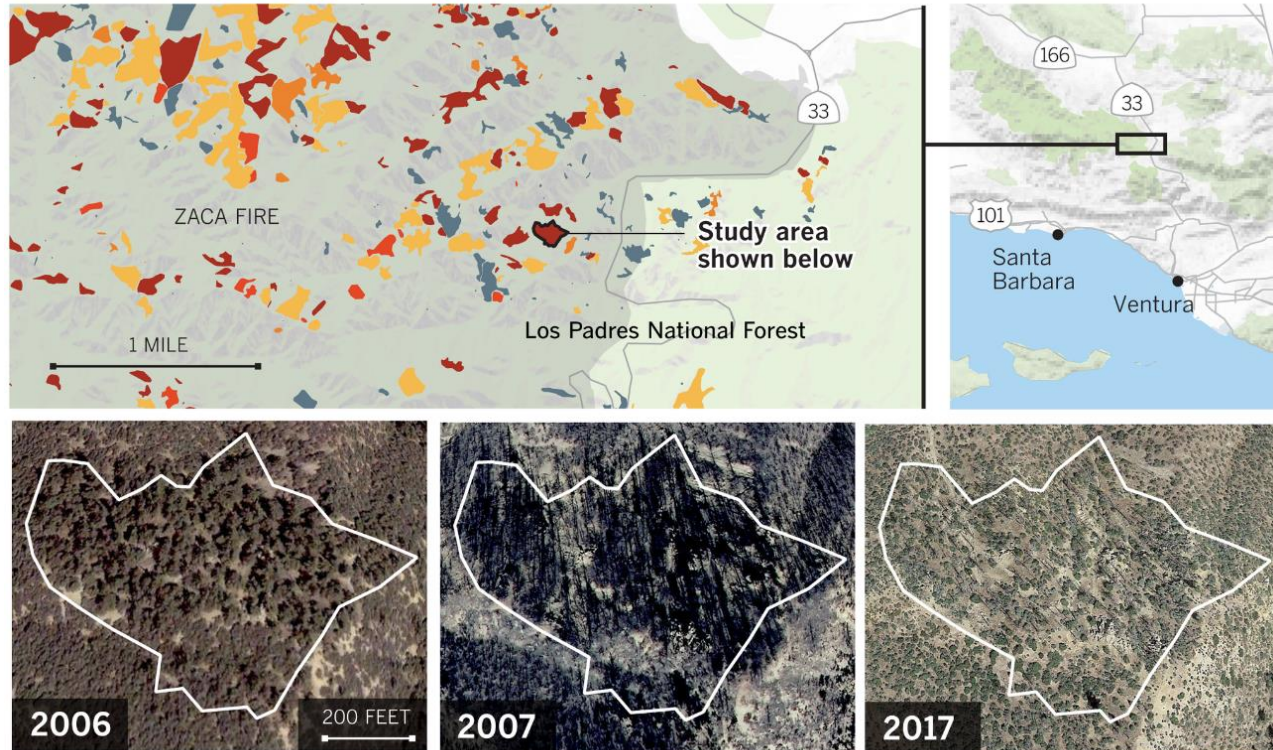 ZACA FIRE
33
Study area
shown below
Los Padres National Forest
1 MILE
166
33
101
Santa
Barbara
Ventura
2006
200 FEET
2007
2017